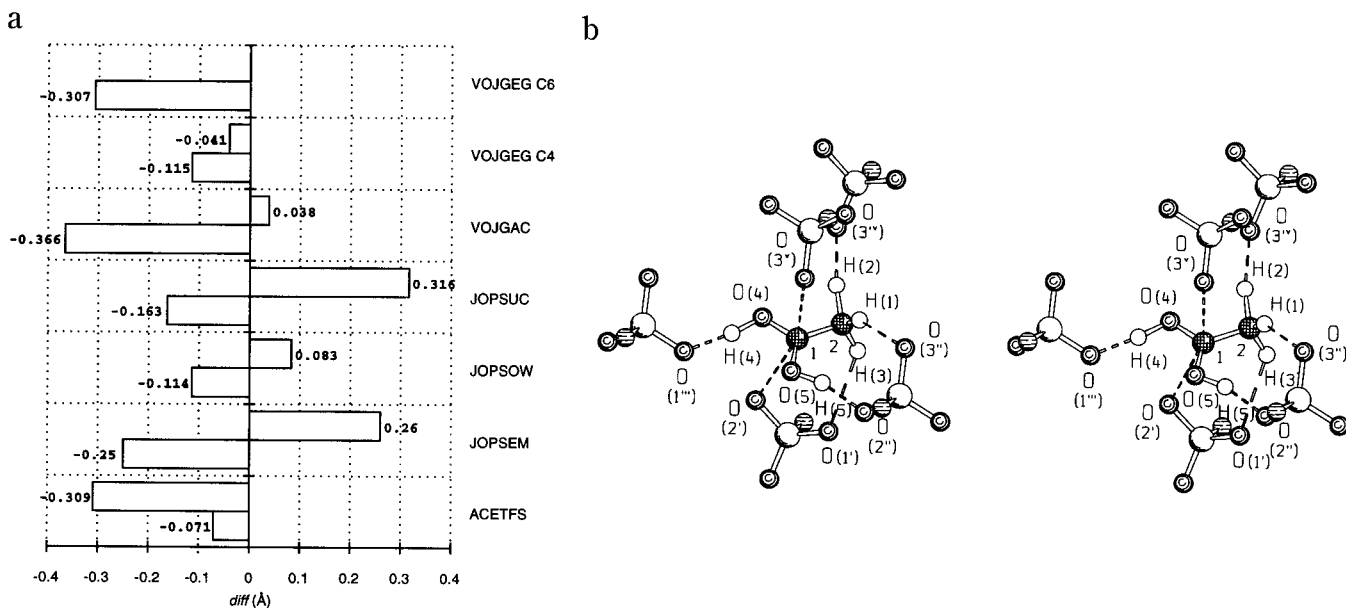 a
-0.307
VOJGEG C6
-0.041
-0.115
VOJGEG C4
0.038
-0.366
VOJGAC
0.316
-0.163
JOPSUC
0.083
-0.114
JOPSOW
0.26
-0.25
JOPSEM
-0.309
-0.071
ACETFS
-0.4 -0.3 -0.2 -0.1 0 0.1 0.2 0.3 0.4
diff (Å)
b
O
(3ᴵⱽ)
O
(3ⱽ)
H(2)
H(1)
O(4)
O
(3")
1 2
H(4)
H(3)
O
(1''')
O(5)
H(5)
O
(2')
O
(2")
O(1')
O
(3ᴵⱽ)
O
(3ⱽ)
H(2)
H(1)
O(4)
O
(3")
1 2
H(4)
H(3)
O
(1''')
O(5)
H(5)
O
(2')
O
(2")
O(1')